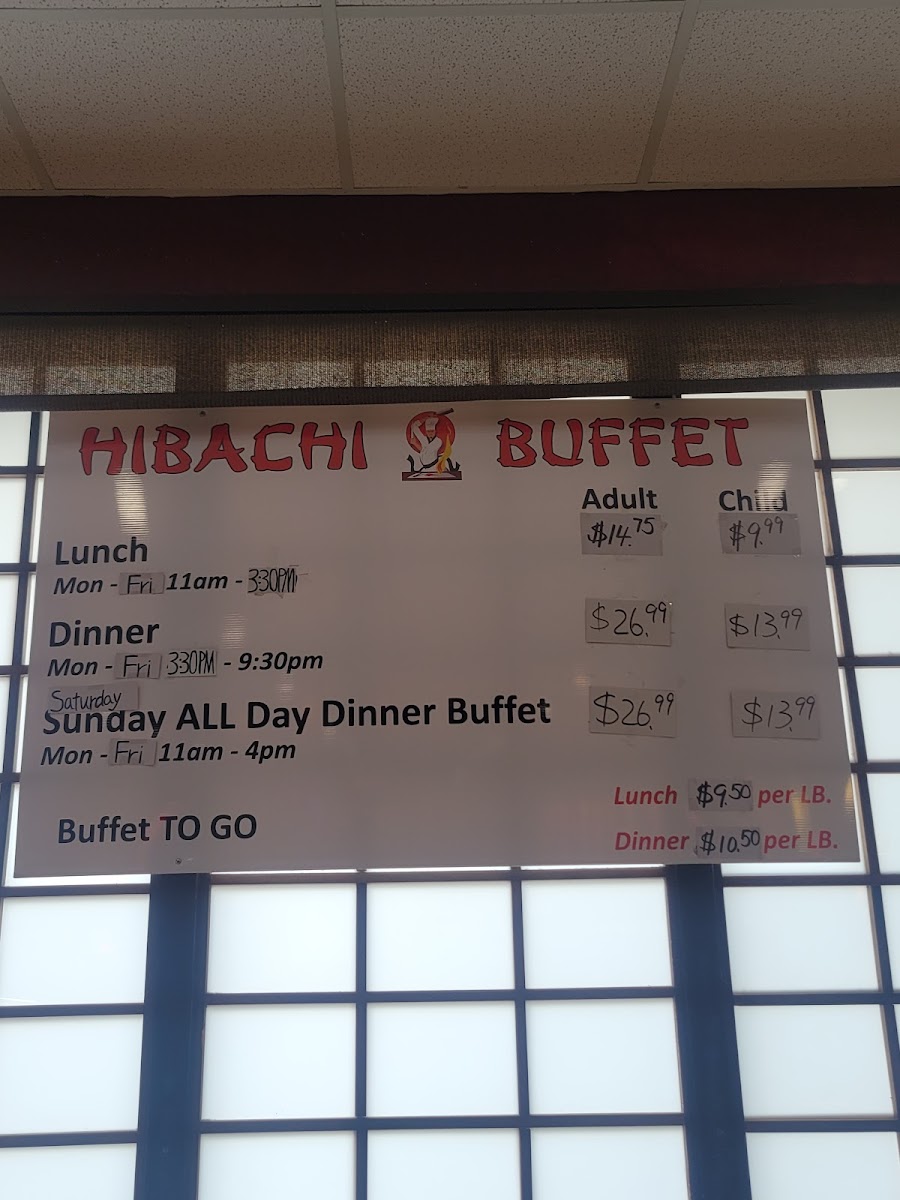 HIBACHI BUFFET
Adult Child
$14.75 $9.99
Lunch
Mon - Fri 11am - 3:30PM
$26.99 $13.99
Dinner
Mon - Fri 3:30PM - 9:30pm
Saturday
Sunday ALL Day Dinner Buffet $26.99 $13.99
Mon - Fri 11am - 4pm
Lunch $9.50 per LB.
Buffet TO GO
Dinner $10.50 per LB.